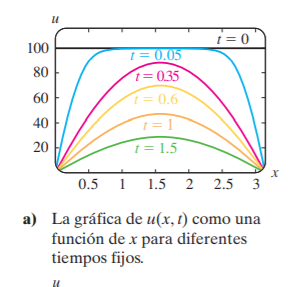 u
t = 0
100
t = 0.05
80
t = 0.35
60
t = 0.6
40
t = 1
20
t = 1.5
x
0.5 1 1.5 2 2.5 3
a) La gráfica de u(x, t) como una
función de x para diferentes
tiempos fijos.
u